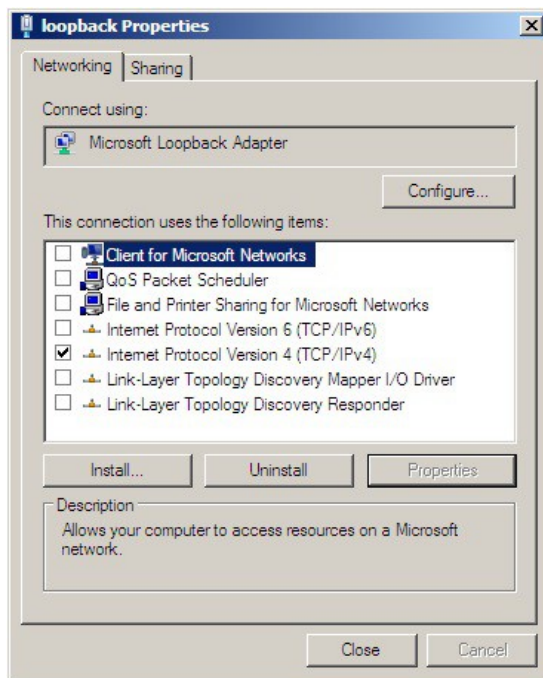 loopback Properties
Networking
Sharing
Connect using:
Microsoft Loopback Adapter
Configure...
This connection uses the following items:
Client for Microsoft Networks
QoS Packet Scheduler
File and Printer Sharing for Microsoft Networks
Internet Protocol Version 6 (TCP/IPv6)
Internet Protocol Version 4 (TCP/IPv4)
Link-Layer Topology Discovery Mapper I/O Driver
Link-Layer Topology Discovery Responder
Install...
Uninstall
Properties
Description
Allows your computer to access resources on a Microsoft
network.
Close
Cancel